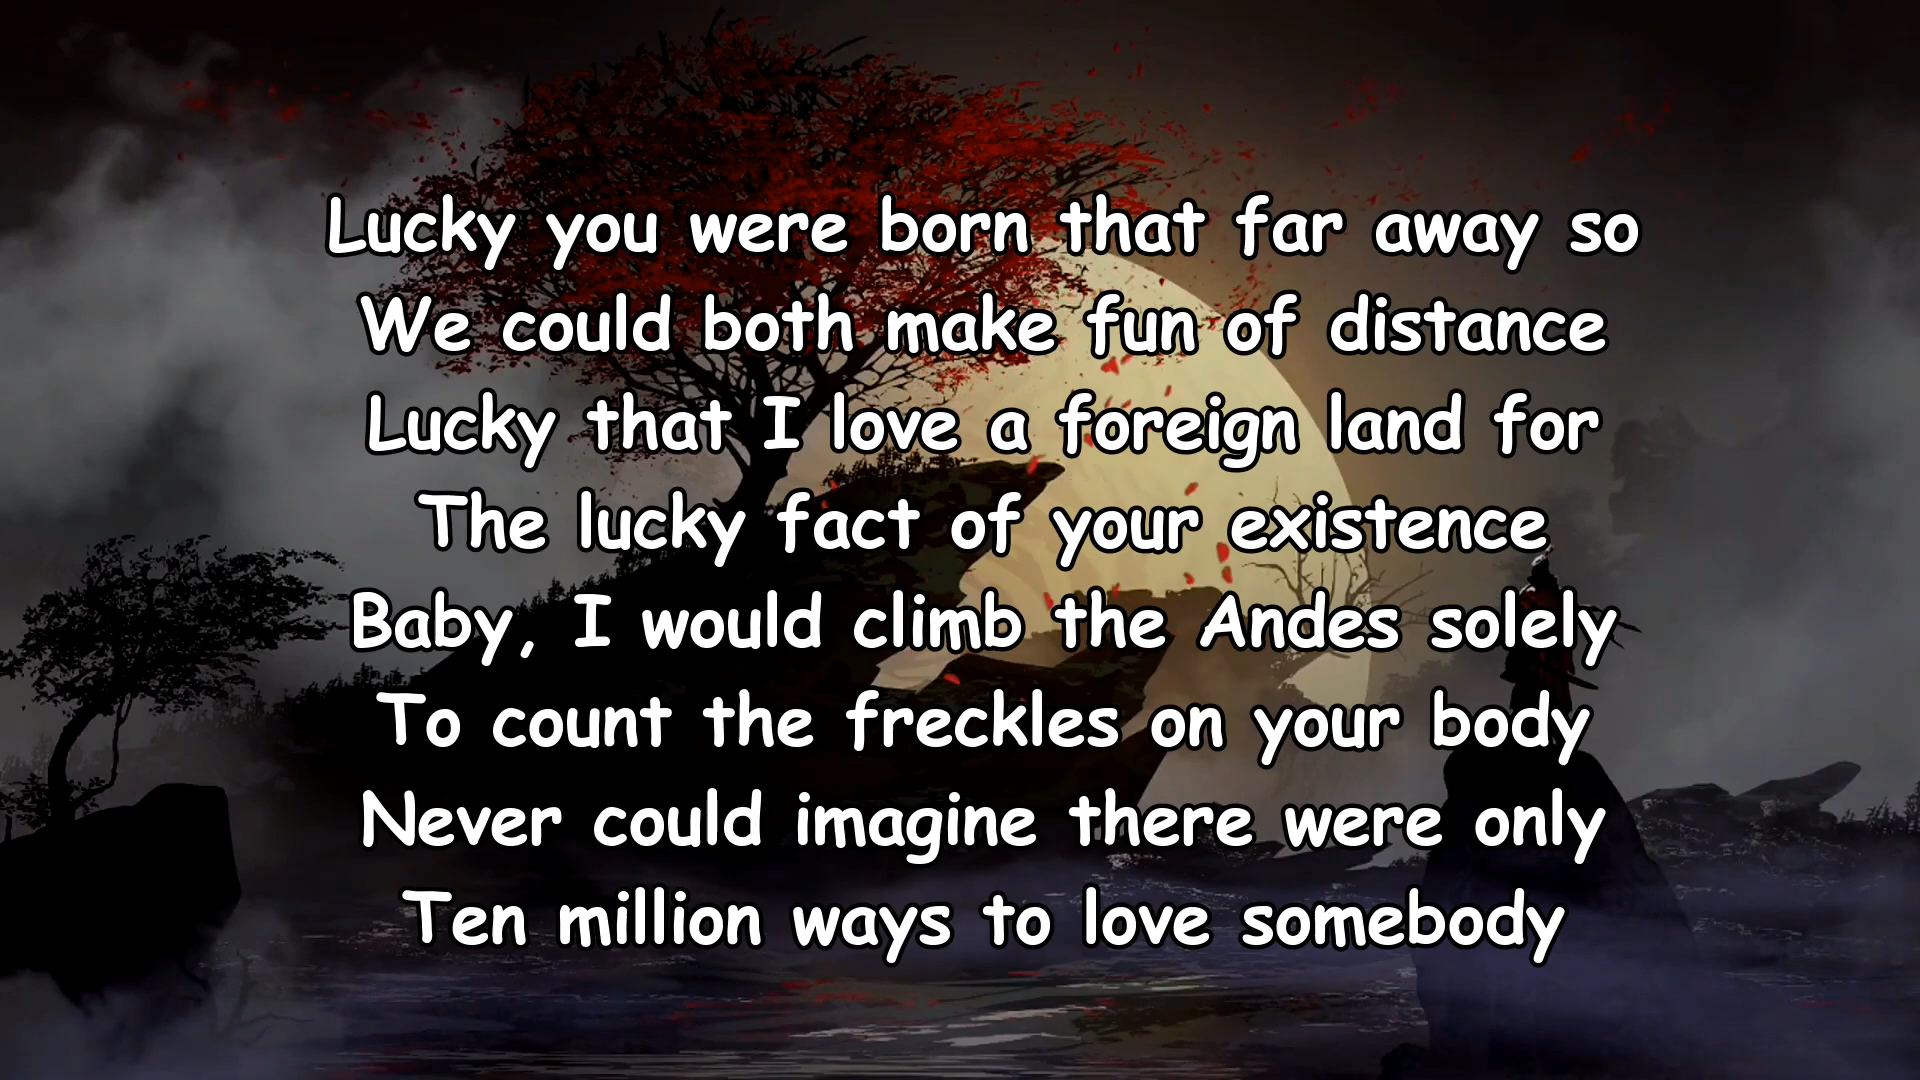 Lucky you were born that far away so
We could both make fun of distance
Lucky that I love a foreign land for
The lucky fact of your existence
Baby, I would climb the Andes solely
To count the freckles on your body
Never could imagine there were only
Ten million ways to love somebody